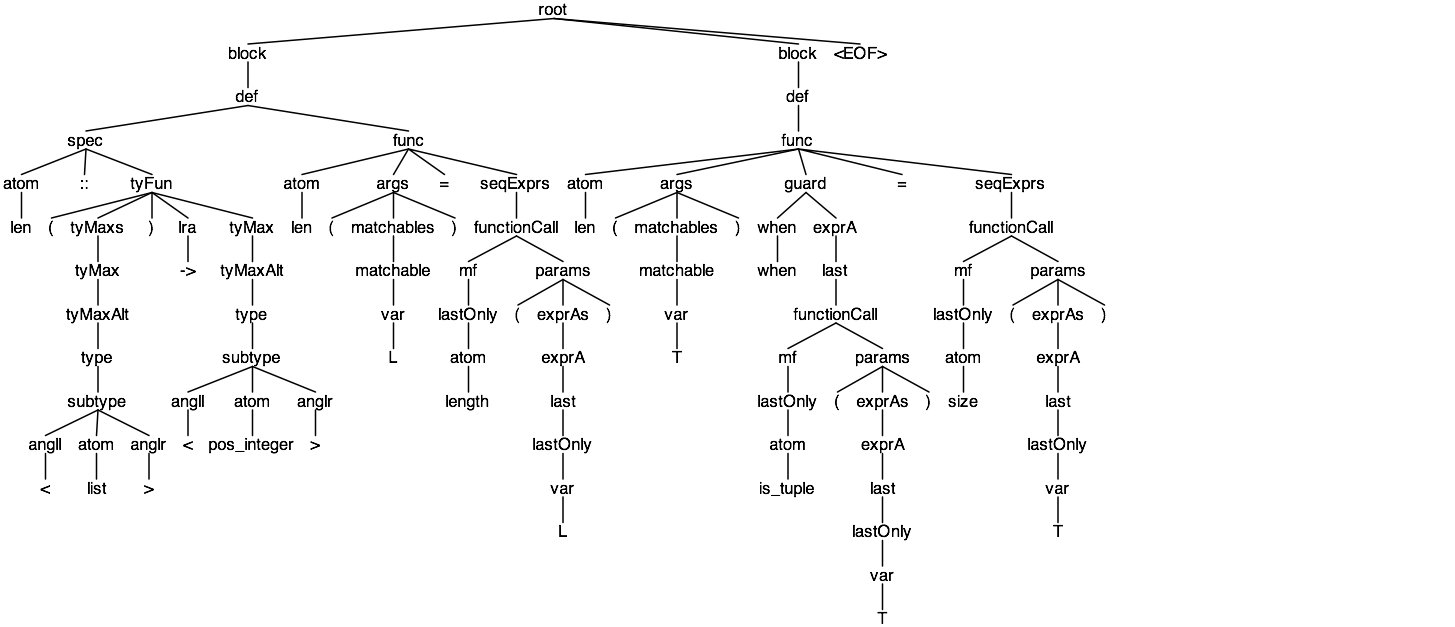 root
block block <EOF>
def def
spec func func
atom :: tyFun atom args = seqExprs atom args guard = seqExprs
len ( tyMaxs ) lra tyMax len ( matchables ) functionCall len ( matchables ) when exprA functionCall
tyMax -> tyMaxAlt matchable mf params matchable when last mf params
tyMaxAlt type var lastOnly ( exprAs ) var functionCall lastOnly ( exprAs )
type subtype L atom exprA T mf params atom exprA
subtype angll atom anglr length last lastOnly ( exprAs ) size last
angll atom anglr < pos_integer > lastOnly atom exprA lastOnly
< list > var is_tuple last var
L lastOnly T
var
T